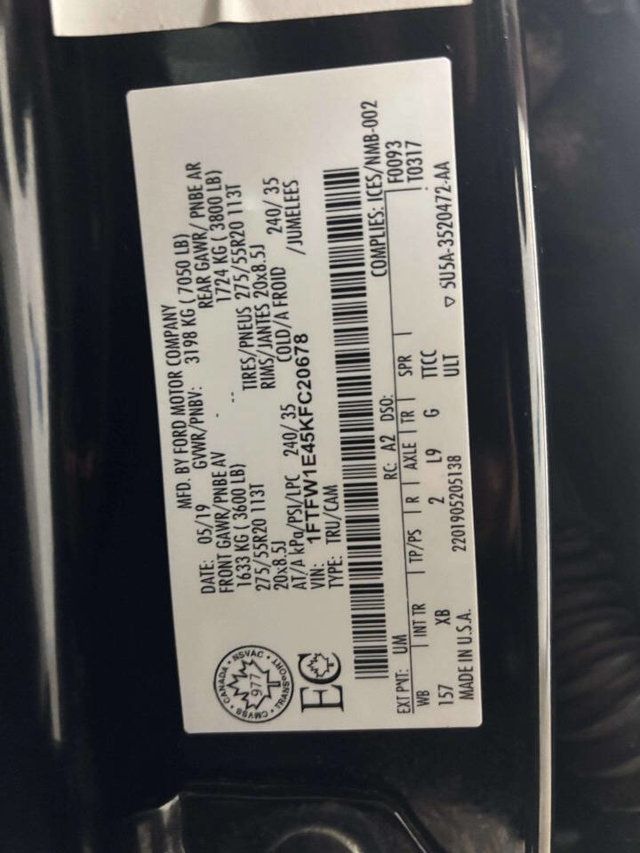 MFD. BY FORD MOTOR COMPANY
DATE: 05/19 GVWR/PNBV: 3198 KG ( 7050 LB)
FRONT GAWR/PNBE AV REAR GAWR/ PNBE AR
1633 KG ( 3600 LB) -- 1724 KG ( 3800 LB)
275/55R20 113T TIRES/PNEUS 275/55R20 113T
20x8.5J RIMS/JANTES 20x8.5J
AT/A kPa/PSI/LPC 240/ 35 COLD/A FROID 240/ 35
VIN: 1FTFW1E45KFC20678 /JUMELEES
TYPE: TRU/CAM
CANADA • NSVAC • TRANSPORT • CMVSS
977
EC
COMPLIES: ICES/NMB-002
EXT PNT: UM RC: A2 DSO: F0093
WB INT TR TP/PS R AXLE TR SPR T0317
157 XB 2 L9 G TTCC
ULT ▽ 5U5A-3520472-AA
MADE IN U.S.A. 2201905205138